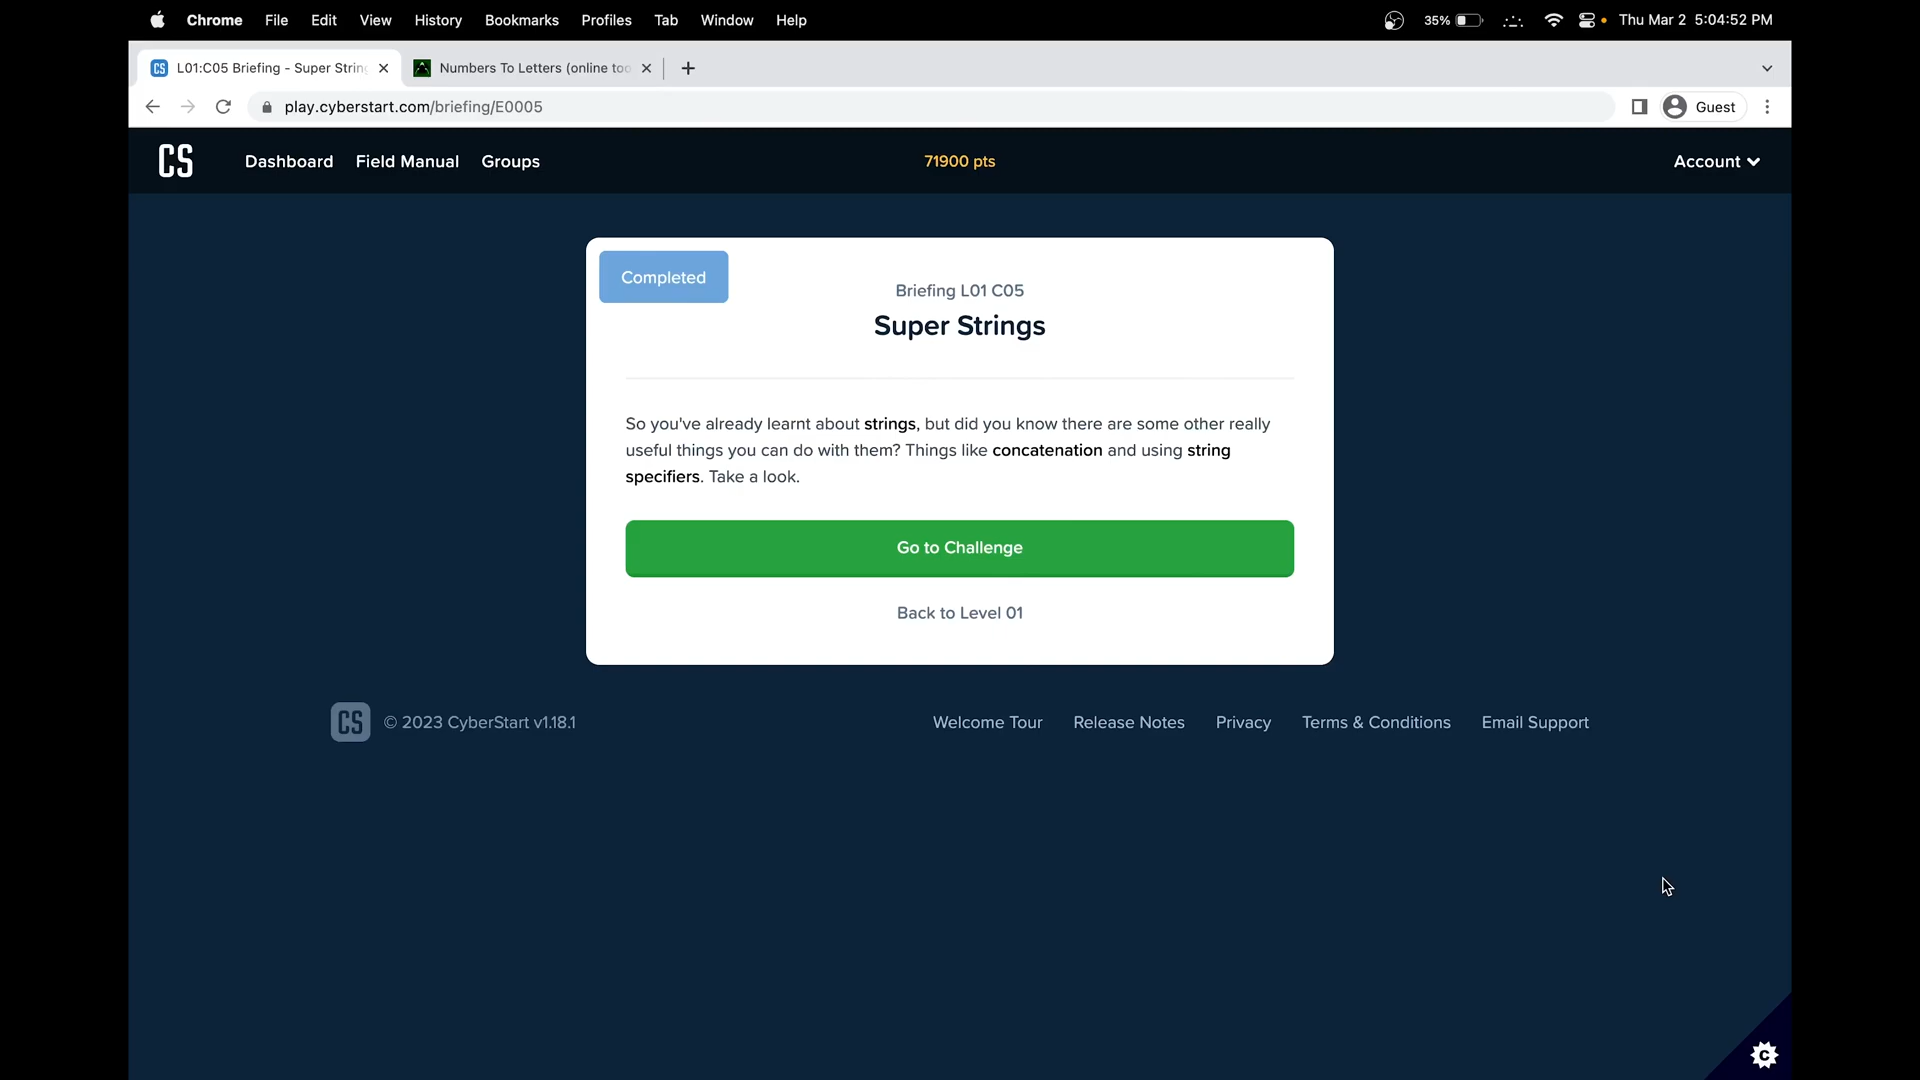 Chrome File Edit View History Bookmarks Profiles Tab Window Help 35% Thu Mar 2 5:04:52 PM
CS L01:C05 Briefing - Super String Numbers To Letters (online too
play.cyberstart.com/briefing/E0005 Guest
CS Dashboard Field Manual Groups 71900 pts Account
Completed
Briefing L01 C05
Super Strings
So you've already learnt about strings, but did you know there are some other really
useful things you can do with them? Things like concatenation and using string
specifiers. Take a look.
Go to Challenge
Back to Level 01
CS © 2023 CyberStart v1.18.1 Welcome Tour Release Notes Privacy Terms & Conditions Email Support
C